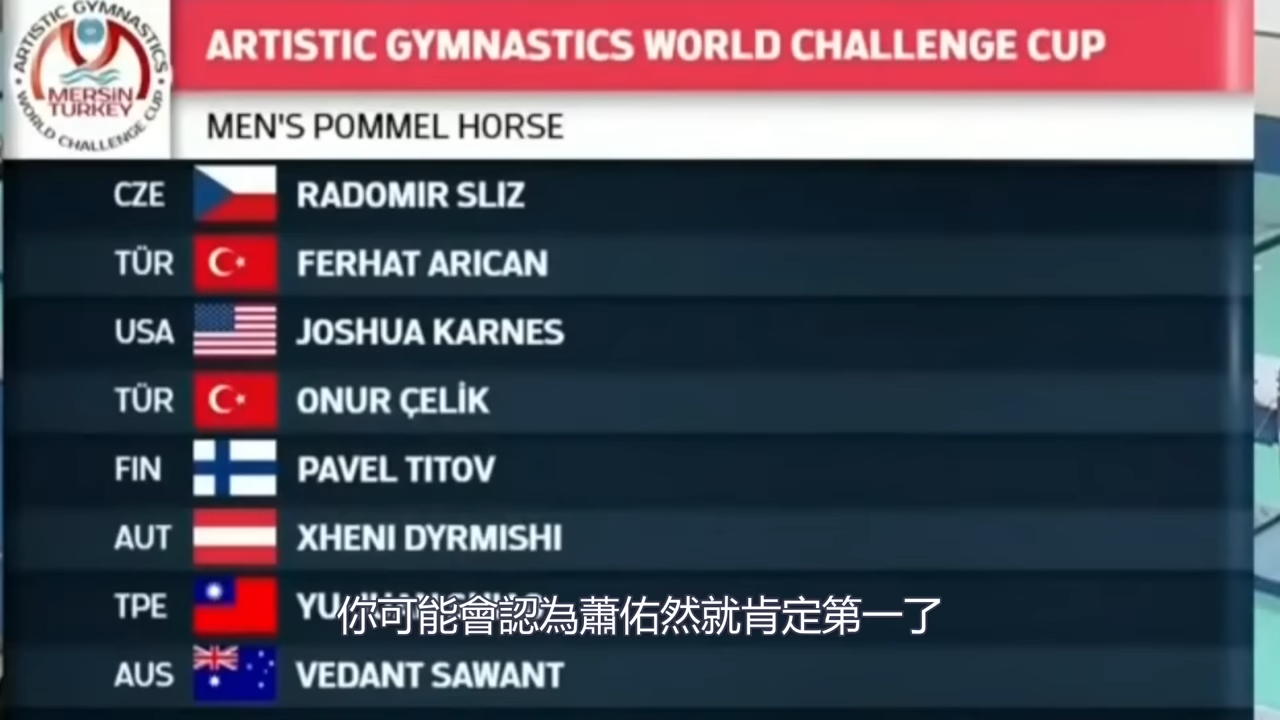 ARTISTIC GYMNASTICS
MERSİN
TURKEY
WORLD CHALLENGE CUP
ARTISTIC GYMNASTICS WORLD CHALLENGE CUP
MEN'S POMMEL HORSE
CZE RADOMIR SLIZ
TÜR FERHAT ARICAN
USA JOSHUA KARNES
TÜR ONUR ÇELİK
FIN PAVEL TITOV
AUT XHENI DYRMISHI
TPE
你可能會認為蕭佑然就肯定第一了
AUS VEDANT SAWANT